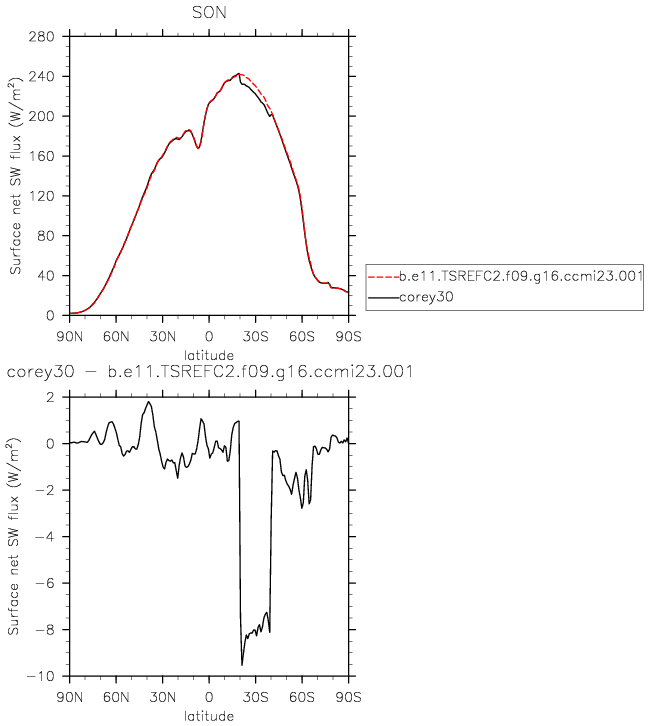 SON
Surface net SW flux (W/m²)
280
240
200
160
120
80
40
0
90N 60N 30N 0 30S 60S 90S
latitude
b.e11.TSREFC2.f09.g16.ccmi23.001
corey30
corey30 − b.e11.TSREFC2.f09.g16.ccmi23.001
Surface net SW flux (W/m²)
2
0
−2
−4
−6
−8
−10
90N 60N 30N 0 30S 60S 90S
latitude